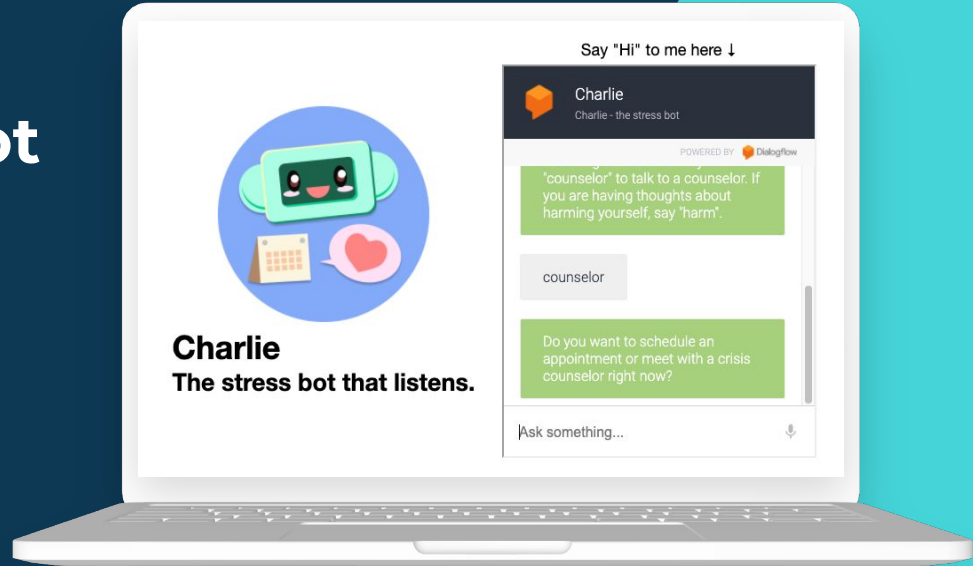 ot
Say "Hi" to me here ↓
Charlie
Charlie - the stress bot
POWERED BY Dialogflow
"counselor" to talk to a counselor. If
you are having thoughts about
harming yourself, say "harm".
counselor
Do you want to schedule an
appointment or meet with a crisis
counselor right now?
Ask something...
Charlie
The stress bot that listens.